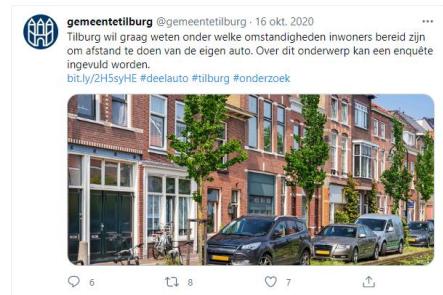 gemeentetilburg @gemeentetilburg · 16 okt. 2020
Tilburg wil graag weten onder welke omstandigheden inwoners bereid zijn
om afstand te doen van de eigen auto. Over dit onderwerp kan een enquête
ingevuld worden.
bit.ly/2H5syHE #deelauto #tilburg #onderzoek
6 8 7